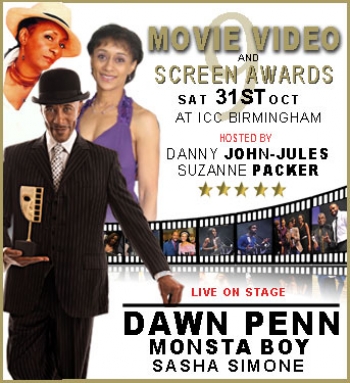 MOVIE VIDEO
AND
SCREEN AWARDS
SAT 31ST OCT
AT ICC BIRMINGHAM
HOSTED BY
DANNY JOHN-JULES
SUZANNE PACKER
LIVE ON STAGE
DAWN PENN
MONSTA BOY
SASHA SIMONE